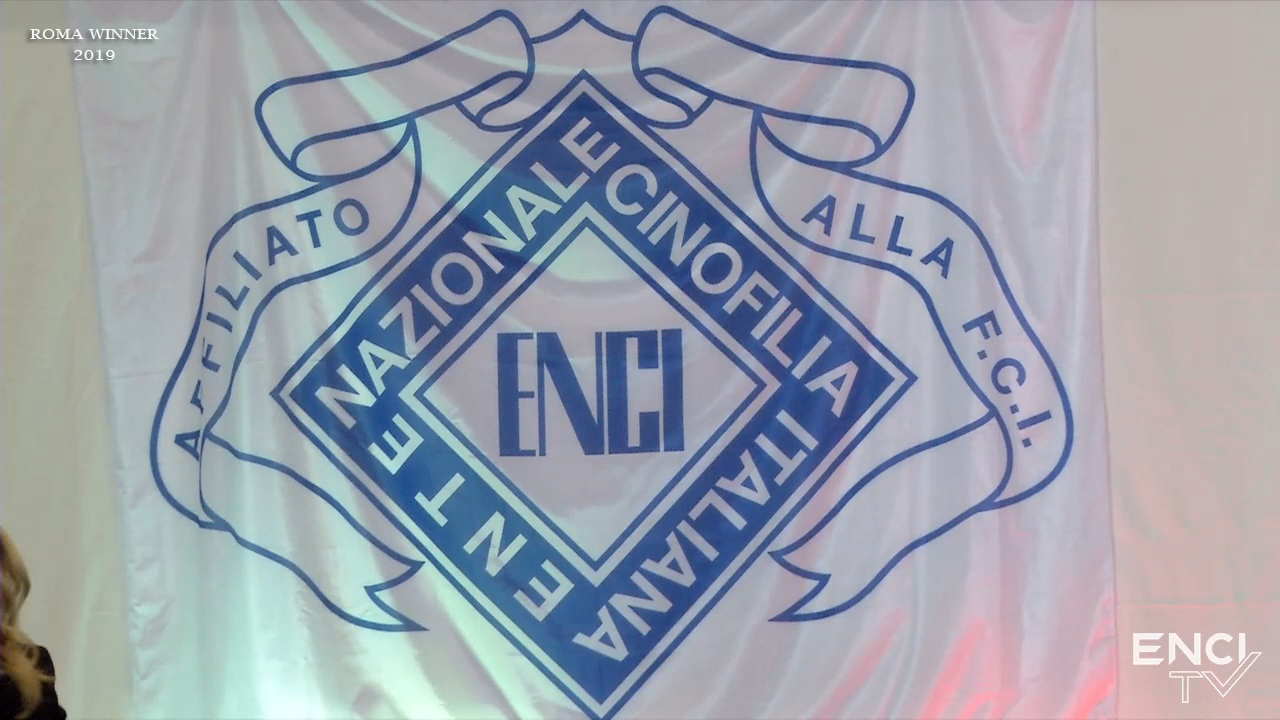 ROMA WINNER
2019
AFFILIATO
ALLA F.C.I.
ENTE
NAZIONALE
CINOFILIA
ITALIANA
ENCI
ENCI
TV